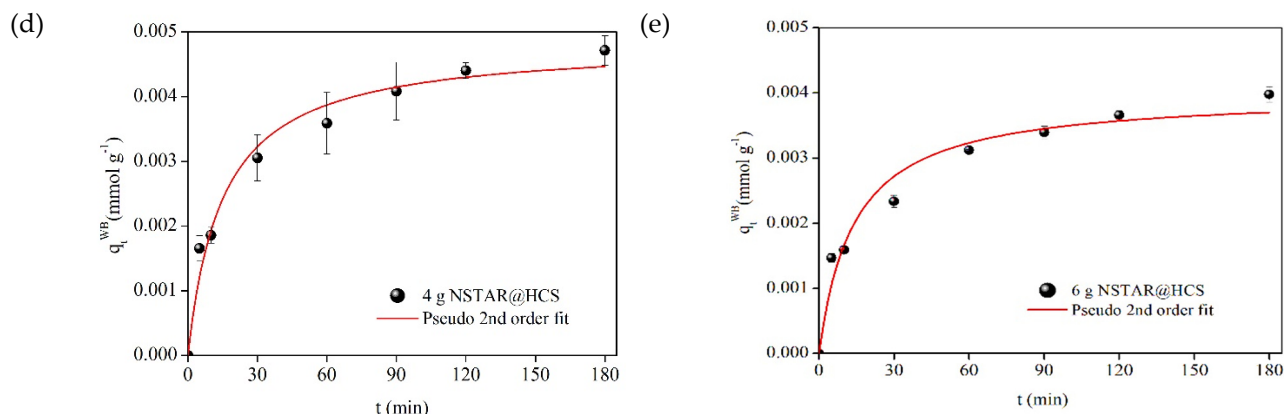 (d)
0.005
0.004
0.003
0.002
0.001
0.000
q_t^WB (mmol g^-1)
4 g NSTAR@HCS
Pseudo 2nd order fit
0 30 60 90 120 150 180
t (min)
(e)
0.005
0.004
0.003
0.002
0.001
0.000
q_t^WB (mmol g^-1)
6 g NSTAR@HCS
Pseudo 2nd order fit
0 30 60 90 120 150 180
t (min)